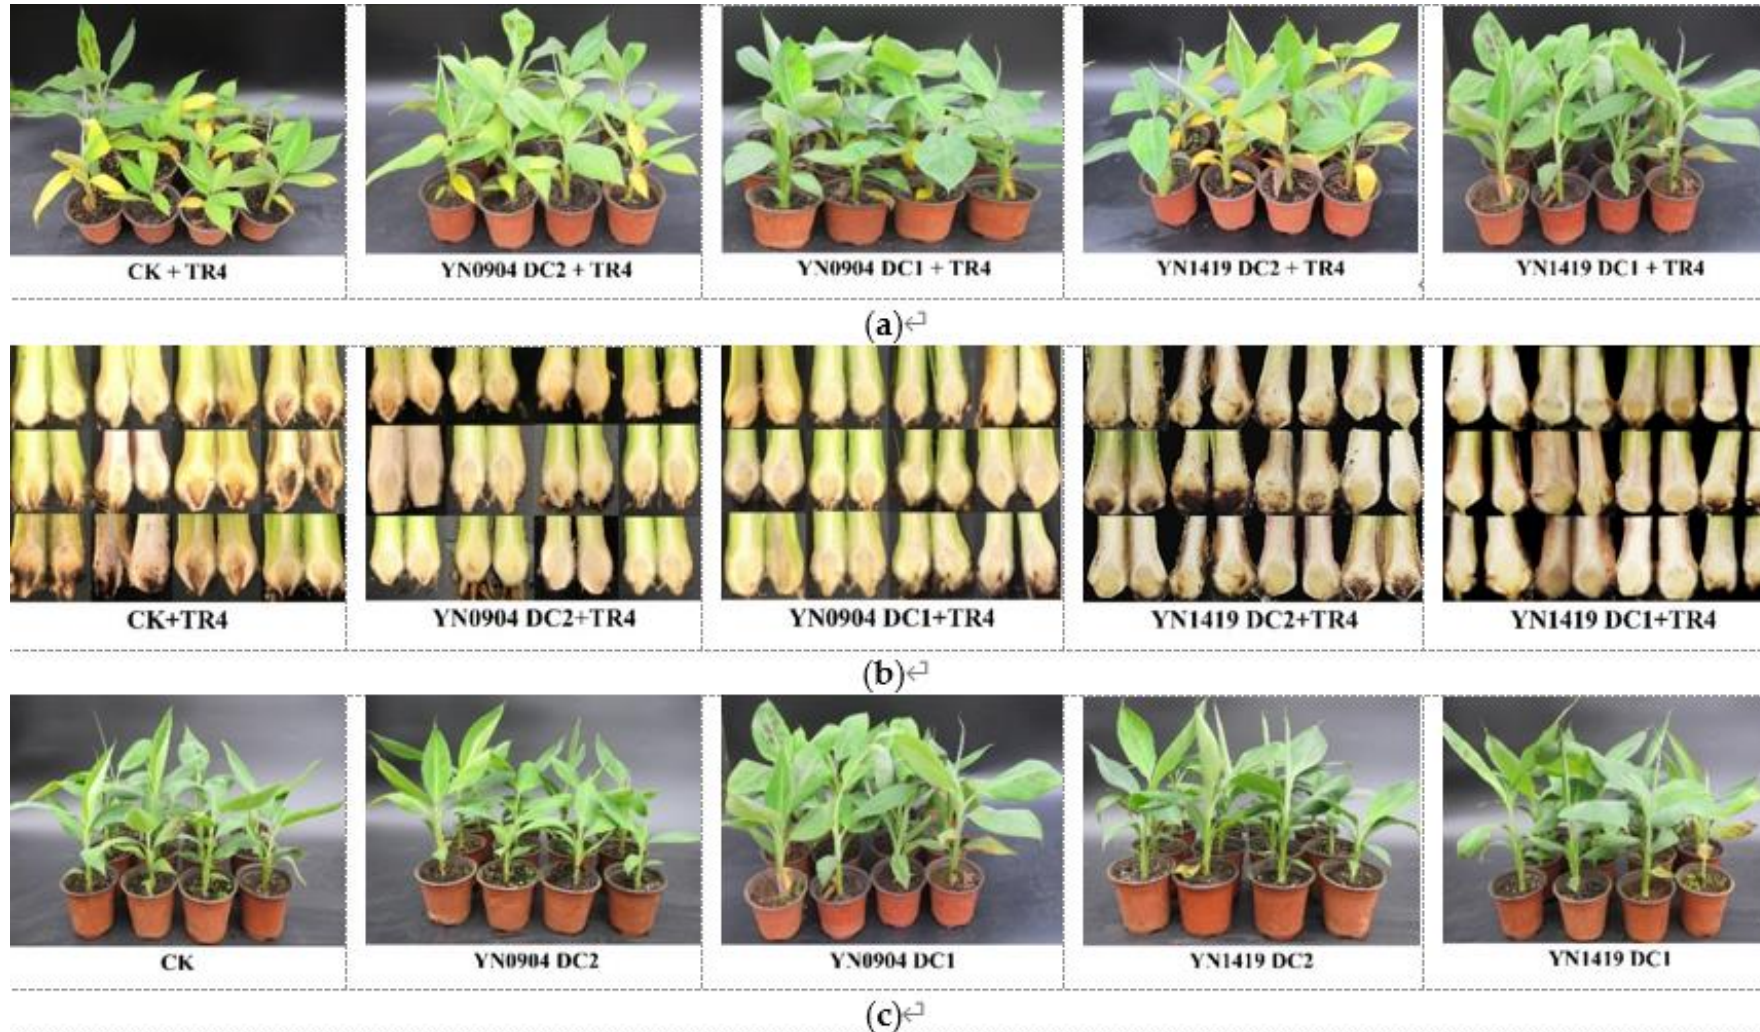 CK + TR4 YN0904 DC2 + TR4 YN0904 DC1 + TR4 YN1419 DC2 + TR4 YN1419 DC1 + TR4
(a)↵
CK+TR4 YN0904 DC2+TR4 YN0904 DC1+TR4 YN1419 DC2+TR4 YN1419 DC1+TR4
(b)↵
CK YN0904 DC2 YN0904 DC1 YN1419 DC2 YN1419 DC1
(c)↵